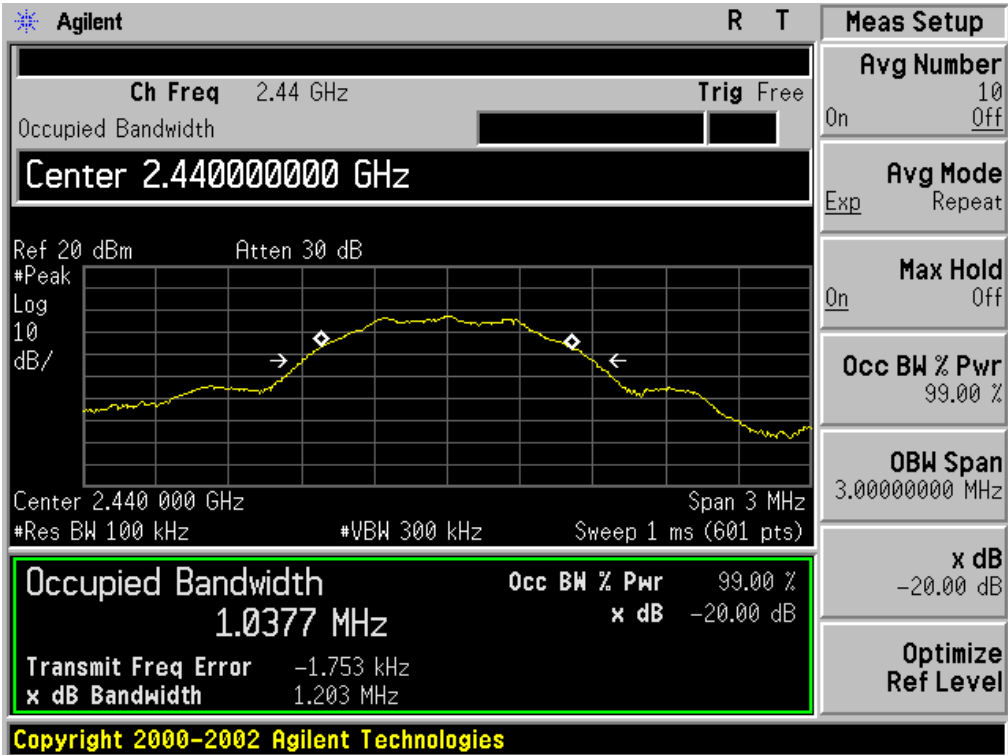 Agilent R T
Ch Freq 2.44 GHz Trig Free
Occupied Bandwidth
Center 2.440000000 GHz
Ref 20 dBm Atten 30 dB
#Peak
Log
10
dB/
Center 2.440 000 GHz Span 3 MHz
#Res BW 100 kHz #VBW 300 kHz Sweep 1 ms (601 pts)
Occupied Bandwidth Occ BW % Pwr 99.00 %
1.0377 MHz x dB -20.00 dB
Transmit Freq Error -1.753 kHz
x dB Bandwidth 1.203 MHz
Meas Setup
Avg Number
10
On Off
Avg Mode
Exp Repeat
Max Hold
On Off
Occ BW % Pwr
99.00 %
OBW Span
3.00000000 MHz
x dB
-20.00 dB
Optimize
Ref Level
Copyright 2000-2002 Agilent Technologies